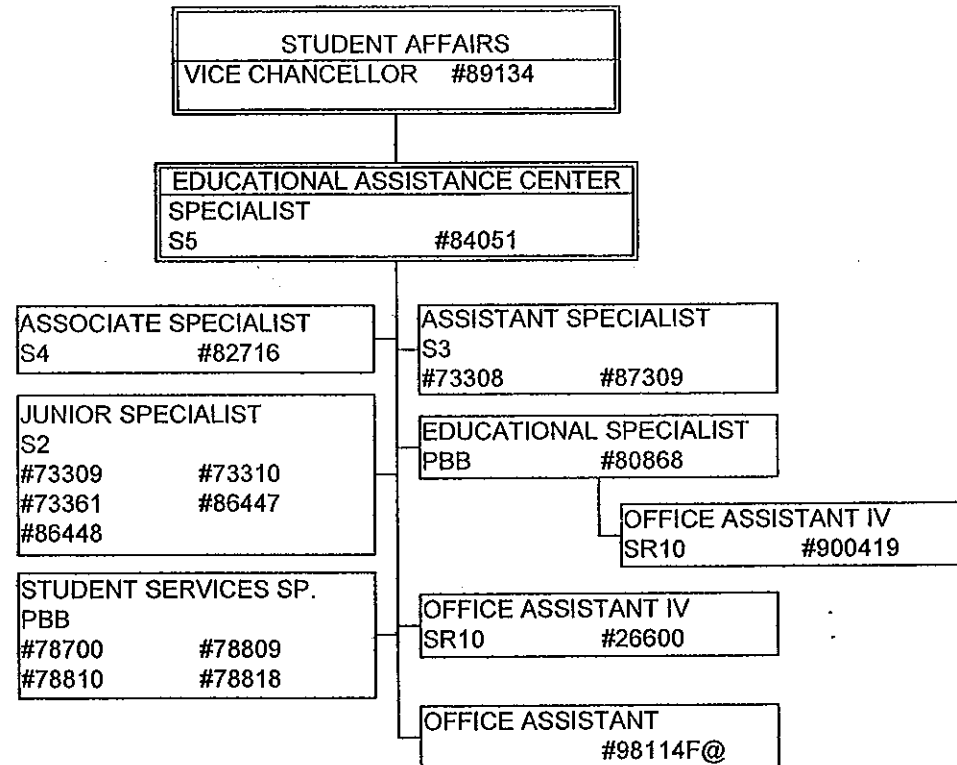 STUDENT AFFAIRS
VICE CHANCELLOR #89134
EDUCATIONAL ASSISTANCE CENTER
SPECIALIST
S5 #84051
ASSOCIATE SPECIALIST
S4 #82716
ASSISTANT SPECIALIST
S3
#73308 #87309
JUNIOR SPECIALIST
S2
#73309 #73310
#73361 #86447
#86448
EDUCATIONAL SPECIALIST
PBB #80868
OFFICE ASSISTANT IV
SR10 #900419
STUDENT SERVICES SP.
PBB
#78700 #78809
#78810 #78818
OFFICE ASSISTANT IV
SR10 #26600
OFFICE ASSISTANT
#98114F@